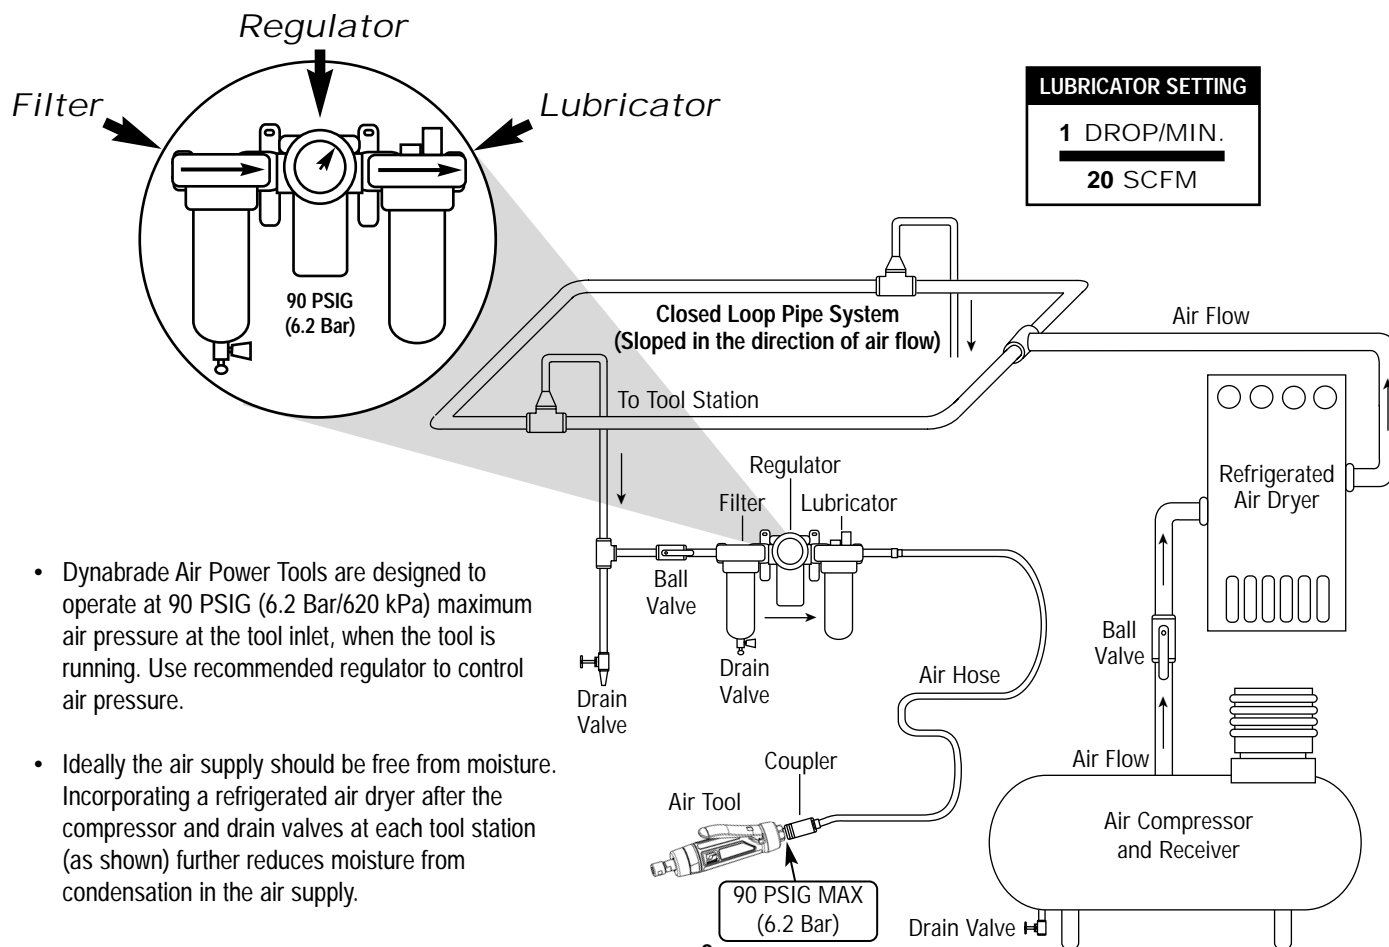 Regulator
Filter
Lubricator
90 PSIG
(6.2 Bar)
LUBRICATOR SETTING
1 DROP/MIN.
20 SCFM
Closed Loop Pipe System
(Sloped in the direction of air flow)
Air Flow
To Tool Station
Regulator
Filter
Lubricator
Refrigerated
Air Dryer
Ball
Valve
Drain
Valve
Drain
Valve
Ball
Valve
Air Hose
• Dynabrade Air Power Tools are designed to
operate at 90 PSIG (6.2 Bar/620 kPa) maximum
air pressure at the tool inlet, when the tool is
running. Use recommended regulator to control
air pressure.
• Ideally the air supply should be free from moisture.
Incorporating a refrigerated air dryer after the
compressor and drain valves at each tool station
(as shown) further reduces moisture from
condensation in the air supply.
Coupler
Air Tool
90 PSIG MAX
(6.2 Bar)
Air Flow
Air Compressor
and Receiver
Drain Valve